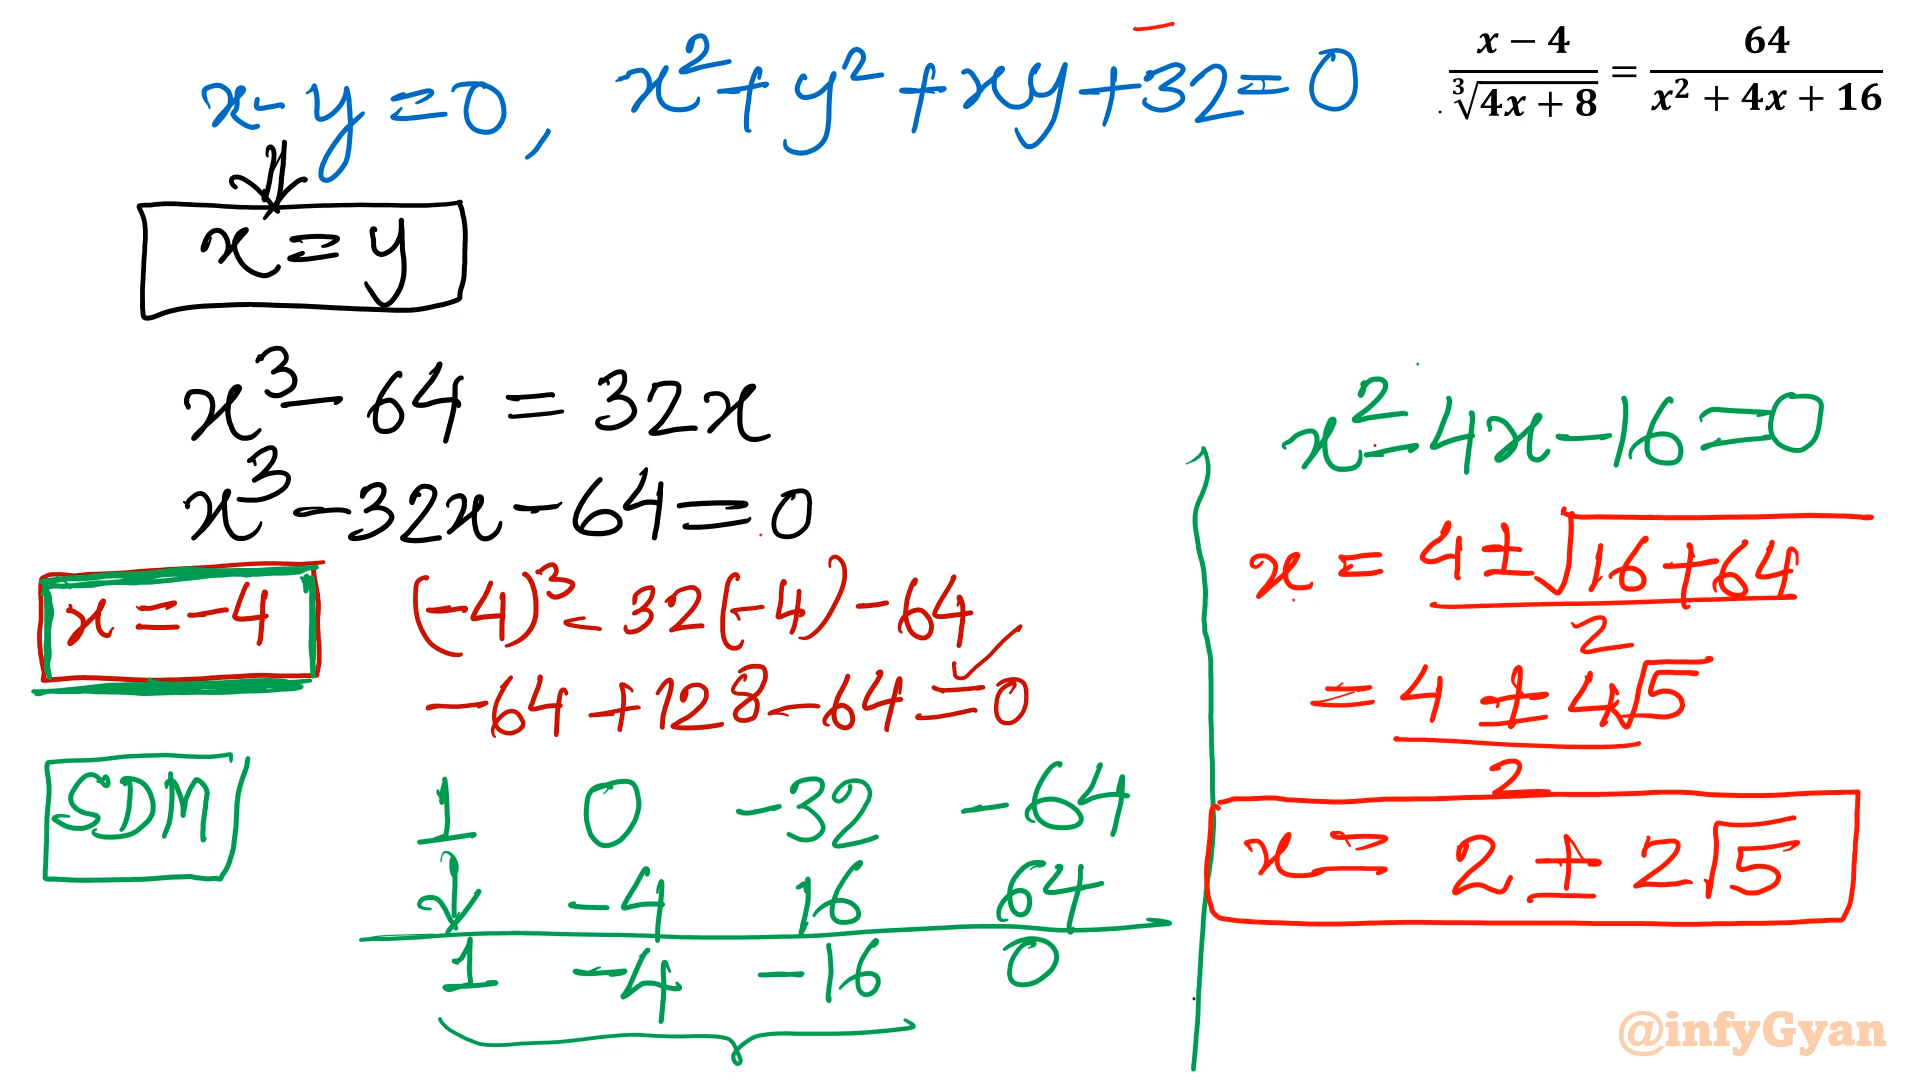 x - y = 0, x² + y² + xy + 32 = 0
(x − 4)/∛(4x + 8) = 64/(x² + 4x + 16)
x = y
x³ - 64 = 32x
x³ - 32x - 64 = 0
x = -4
(-4)³ - 32(-4) - 64
-64 + 128 - 64 = 0
SDM
1 0 -32 -64
↓ -4 16 64
1 -4 -16 0
x² - 4x - 16 = 0
x = (4 ± √(16 + 64))/2
= (4 ± 4√5)/2
x = 2 ± 2√5
@infyGyan